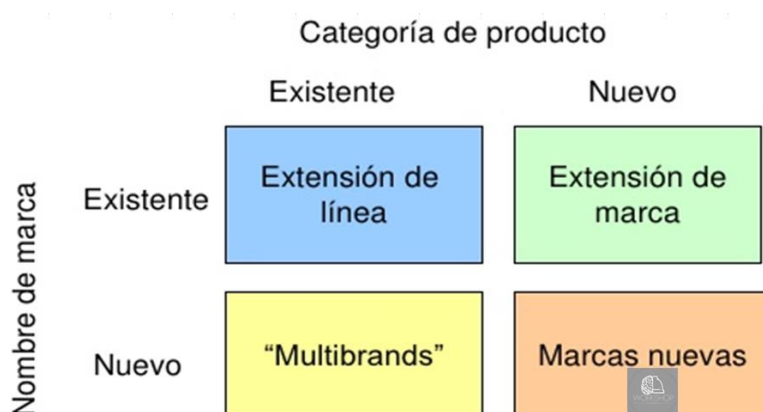 Categoría de producto
Existente
Nuevo
Nombre de marca
Existente
Extensión de
línea
Extensión de
marca
Nuevo
“Multibrands”
Marcas nuevas
WORKSHOP